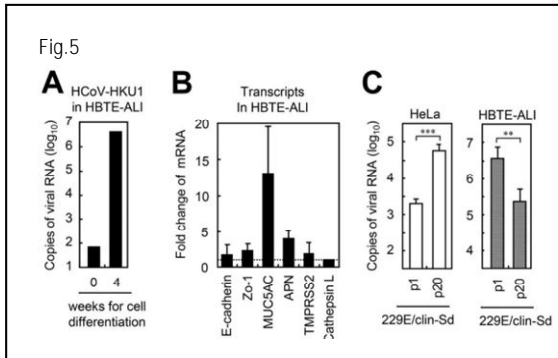 Fig.5
A
HCoV-HKU1
in HBTE-ALI
Copies of viral RNA (log10)
7
6
5
4
3
2
1
0 4
weeks for cell
differentiation
B
Transcripts
In HBTE-ALI
Fold change of mRNA
20
15
10
5
0
E-cadherin
Zo-1
MUC5AC
APN
TMPRSS2
Cathepsin L
C
Copies of viral RNA (log10)
HeLa
***
5
4
3
2
p1 p20
229E/clin-Sd
HBTE-ALI
**
7
6
5
4
p1 p20
229E/clin-Sd